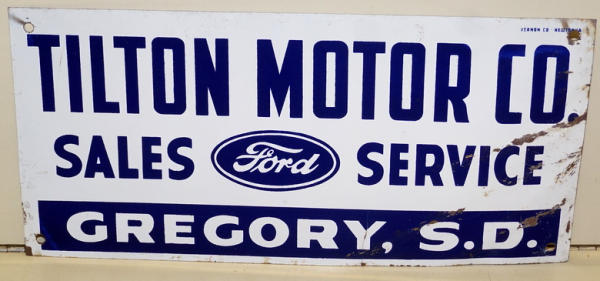 TILTON MOTOR CO.
SALES Ford SERVICE
GREGORY, S.D.